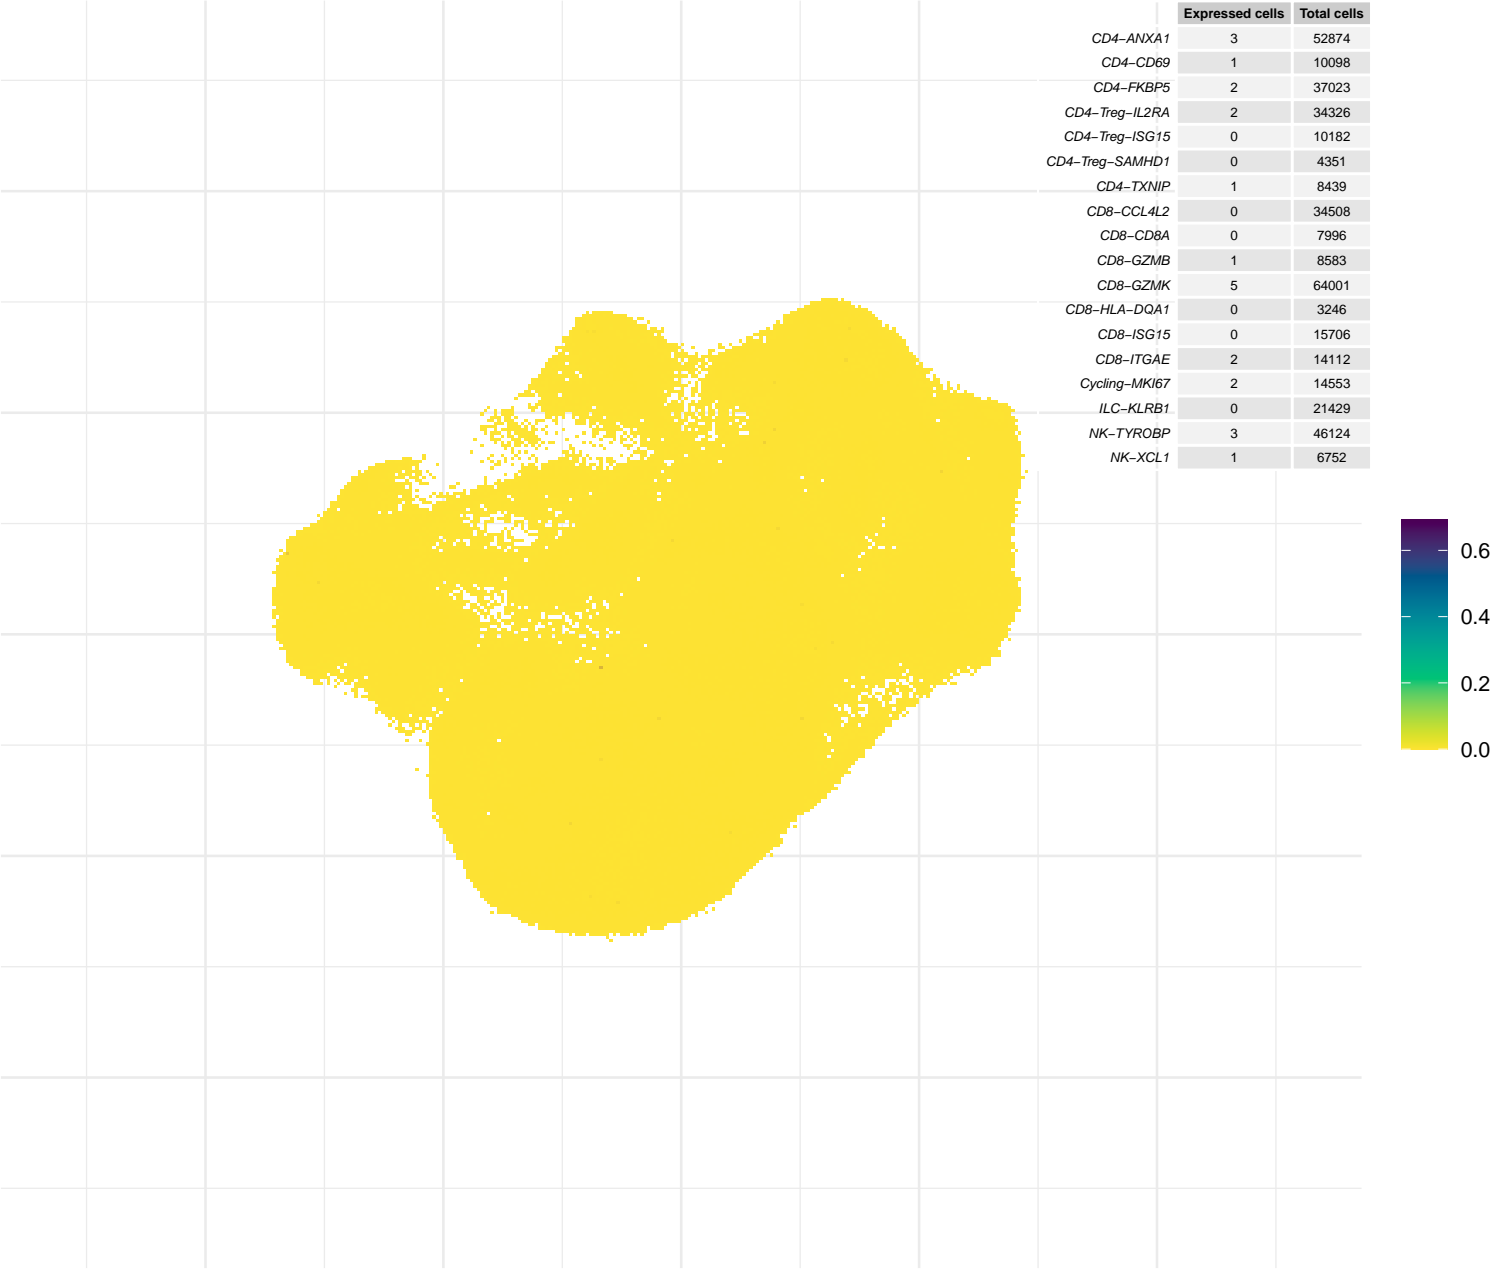 Expressed cells Total cells
CD4−ANXA1 3 52874
CD4−CD69 1 10098
CD4−FKBP5 2 37023
CD4−Treg−IL2RA 2 34326
CD4−Treg−ISG15 0 10182
CD4−Treg−SAMHD1 0 4351
CD4−TXNIP 1 8439
CD8−CCL4L2 0 34508
CD8−CD8A 0 7996
CD8−GZMB 1 8583
CD8−GZMK 5 64001
CD8−HLA−DQA1 0 3246
CD8−ISG15 0 15706
CD8−ITGAE 2 14112
Cycling−MKI67 2 14553
ILC−KLRB1 0 21429
NK−TYROBP 3 46124
NK−XCL1 1 6752
0.6
0.4
0.2
0.0